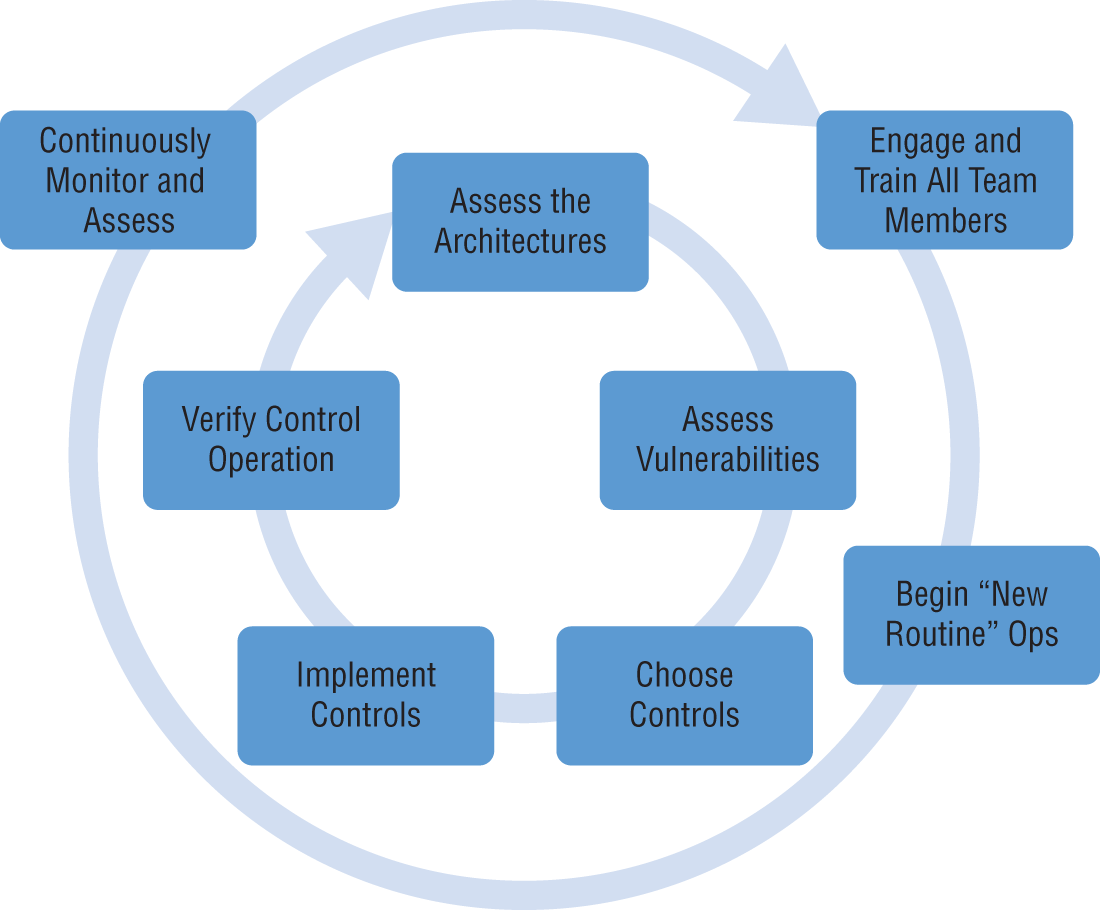 Continuously
Monitor and
Assess
Engage and
Train All Team
Members
Assess the
Architectures
Verify Control
Operation
Assess
Vulnerabilities
Begin “New
Routine” Ops
Implement
Controls
Choose
Controls